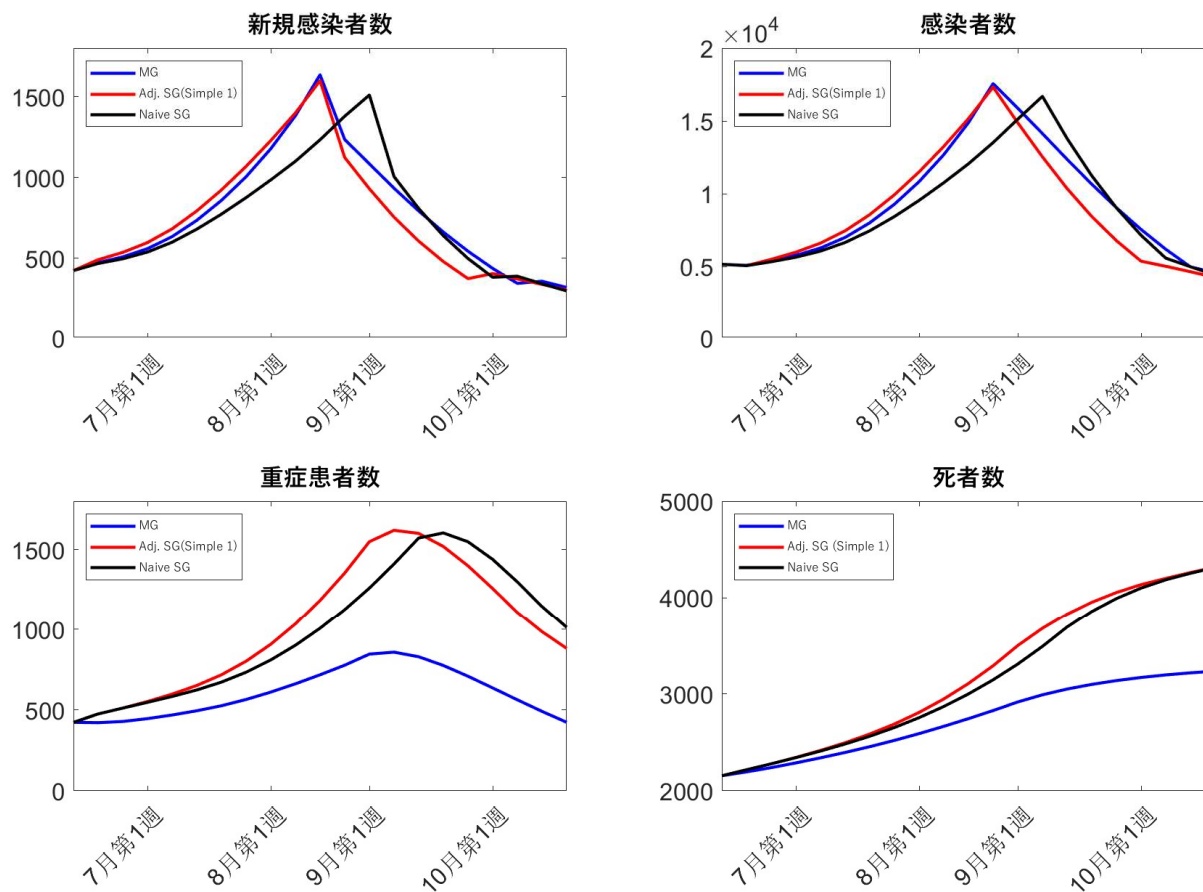 新規感染者数
MG
Adj. SG(Simple 1)
Naive SG
1500
1000
500
0
7月第1週
8月第1週
9月第1週
10月第1週
感染者数
×10⁴
MG
Adj. SG(Simple 1)
Naive SG
2
1.5
1
0.5
0
7月第1週
8月第1週
9月第1週
10月第1週
重症患者数
MG
Adj. SG(Simple 1)
Naive SG
1500
1000
500
0
7月第1週
8月第1週
9月第1週
10月第1週
死者数
MG
Adj. SG (Simple 1)
Naive SG
5000
4000
3000
2000
7月第1週
8月第1週
9月第1週
10月第1週